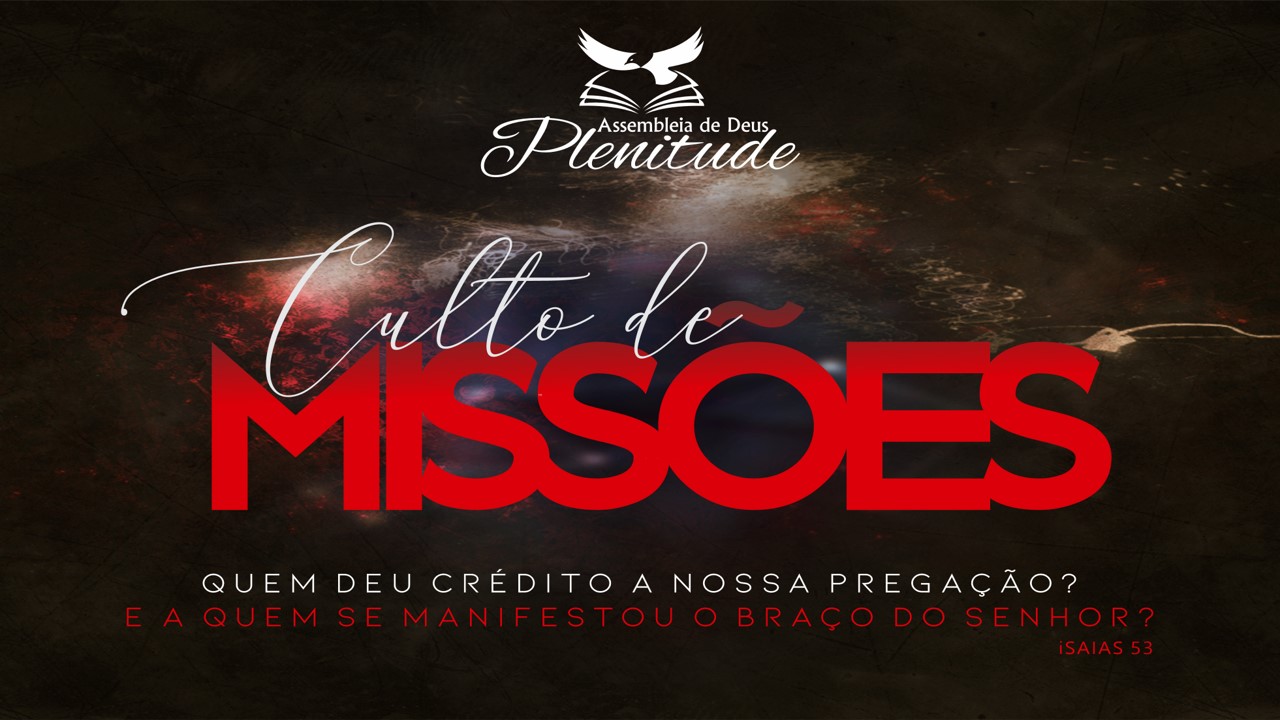 Assembleia de Deus
Plenitude
Culto de
MISSÕES
QUEM DEU CRÉDITO A NOSSA PREGAÇÃO?
E A QUEM SE MANIFESTOU O BRAÇO DO SENHOR?
iSAIAS 53